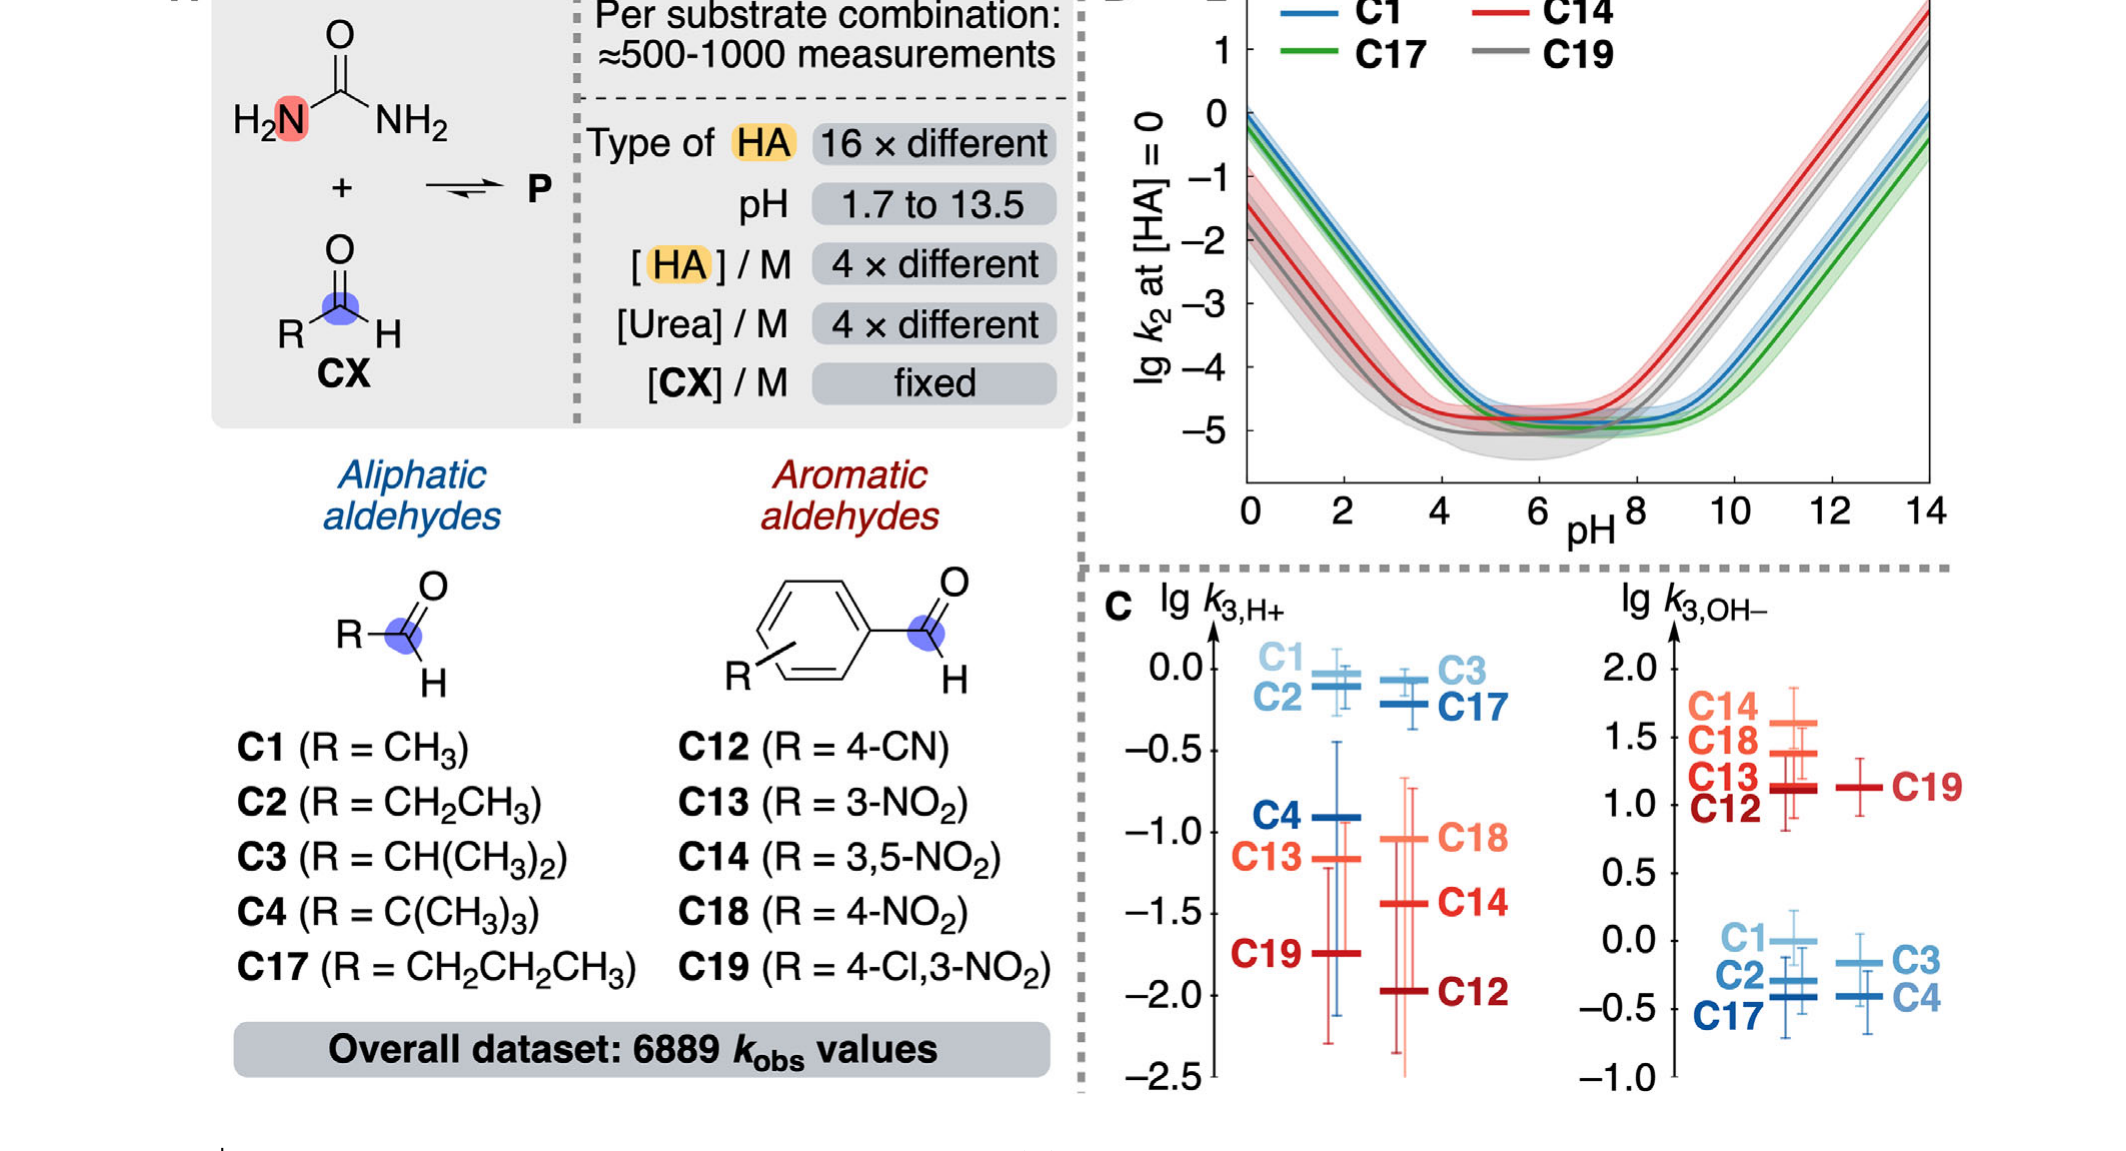 Per substrate combination:
≈500-1000 measurements
O
H₂N
NH₂
+
P
O
R
H
CX
Type of HA 16 × different
pH 1.7 to 13.5
[HA] / M 4 × different
[Urea] / M 4 × different
[CX] / M fixed
Aliphatic
aldehydes
Aromatic
aldehydes
O
R
H
O
R
H
C1 (R = CH₃)
C2 (R = CH₂CH₃)
C3 (R = CH(CH₃)₂)
C4 (R = C(CH₃)₃)
C17 (R = CH₂CH₂CH₃)
C12 (R = 4-CN)
C13 (R = 3-NO₂)
C14 (R = 3,5-NO₂)
C18 (R = 4-NO₂)
C19 (R = 4-Cl,3-NO₂)
Overall dataset: 6889 kobs values
C1 C14
C17 C19
lg k₂ at [HA] = 0
1
0
–1
–2
–3
–4
–5
0 2 4 6 8 10 12 14
pH
C
lg k3,H+
0.0
–0.5
–1.0
–1.5
–2.0
–2.5
C1
C2
C3
C17
C4
C13
C18
C14
C19
C12
lg k3,OH–
2.0
1.5
1.0
0.5
0.0
–0.5
–1.0
C14
C18
C13
C12
C19
C1
C2
C17
C3
C4